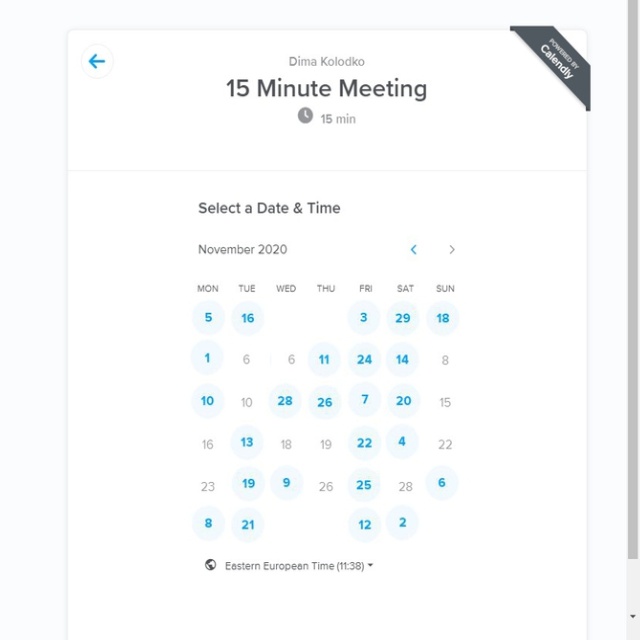 Dima Kolodko
15 Minute Meeting
15 min
POWERED BY
Calendly
Select a Date & Time
November 2020
MON TUE WED THU FRI SAT SUN
5 16 3 29 18
1 6 6 11 24 14 8
10 10 28 26 7 20 15
16 13 18 19 22 4 22
23 19 9 26 25 28 6
8 21 12 2
Eastern European Time (11:38)